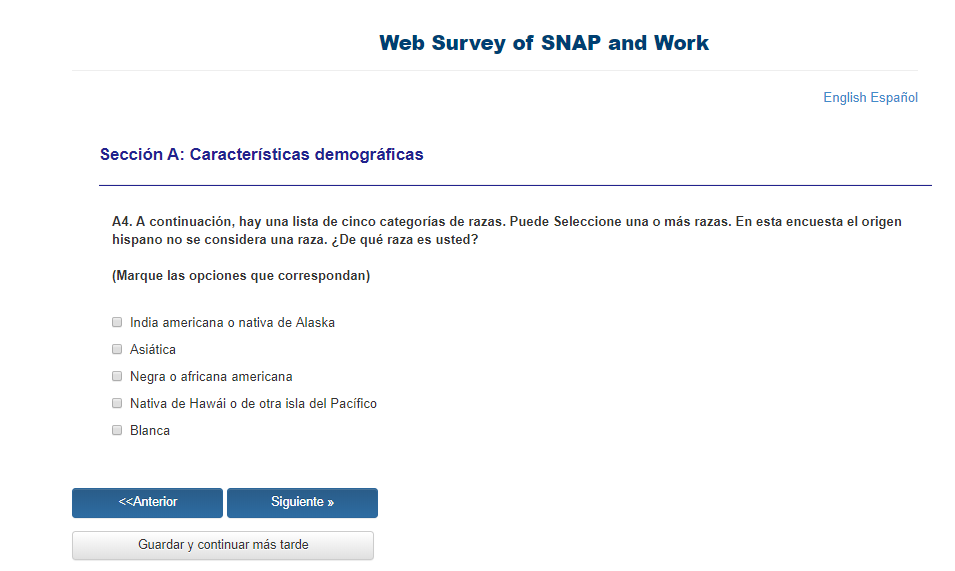 Web Survey of SNAP and Work
English Español
Sección A: Características demográficas
A4. A continuación, hay una lista de cinco categorías de razas. Puede Seleccione una o más razas. En esta encuesta el origen
hispano no se considera una raza. ¿De qué raza es usted?
(Marque las opciones que correspondan)
India americana o nativa de Alaska
Asiática
Negra o africana americana
Nativa de Hawái o de otra isla del Pacífico
Blanca
<<Anterior
Siguiente »
Guardar y continuar más tarde